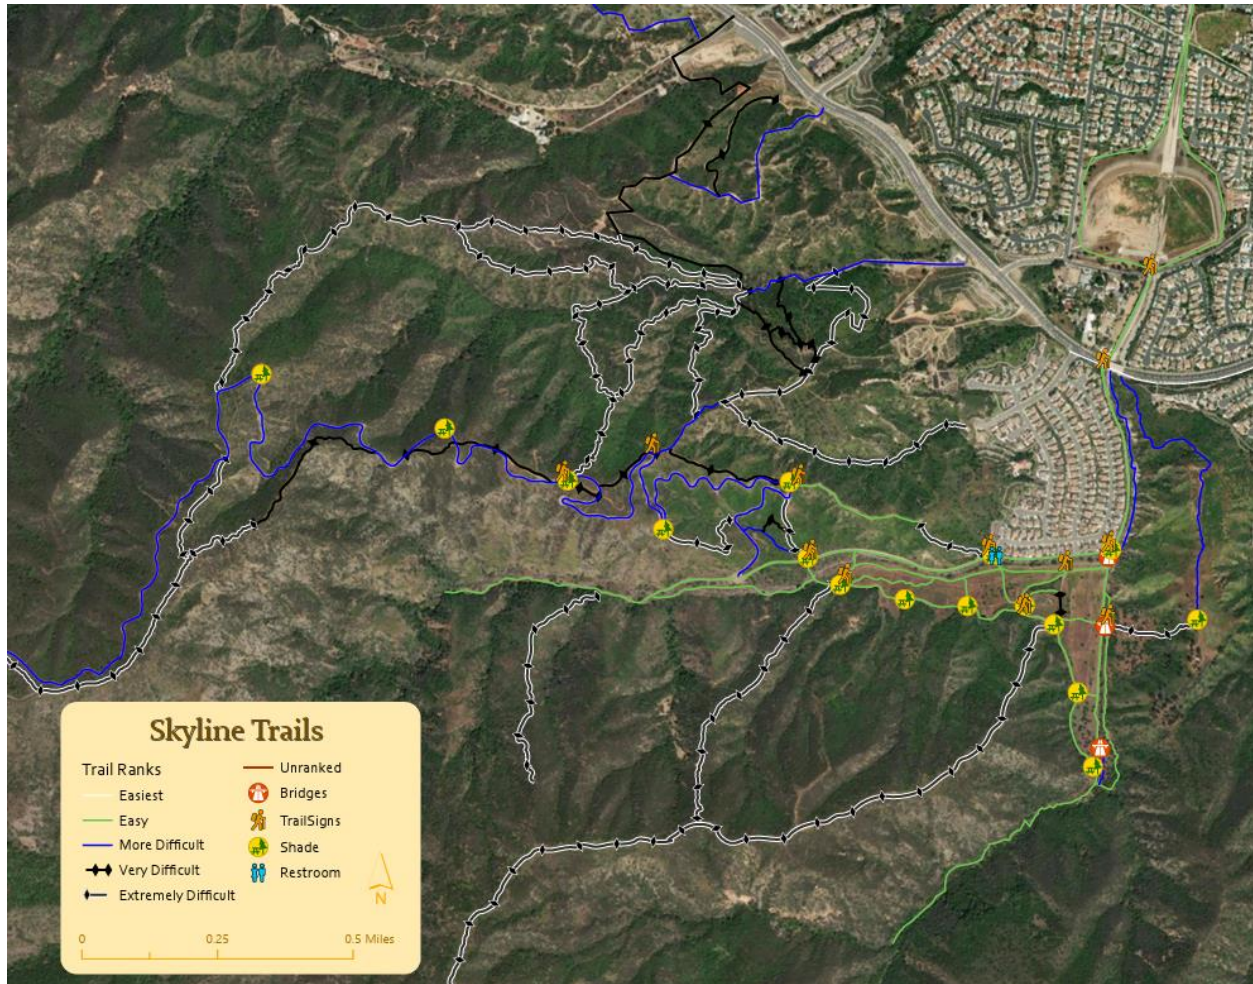 Skyline Trails
Trail Ranks
Easiest
Easy
More Difficult
Very Difficult
Extremely Difficult
Unranked
Bridges
TrailSigns
Shade
Restroom
N
0 0.25 0.5 Miles